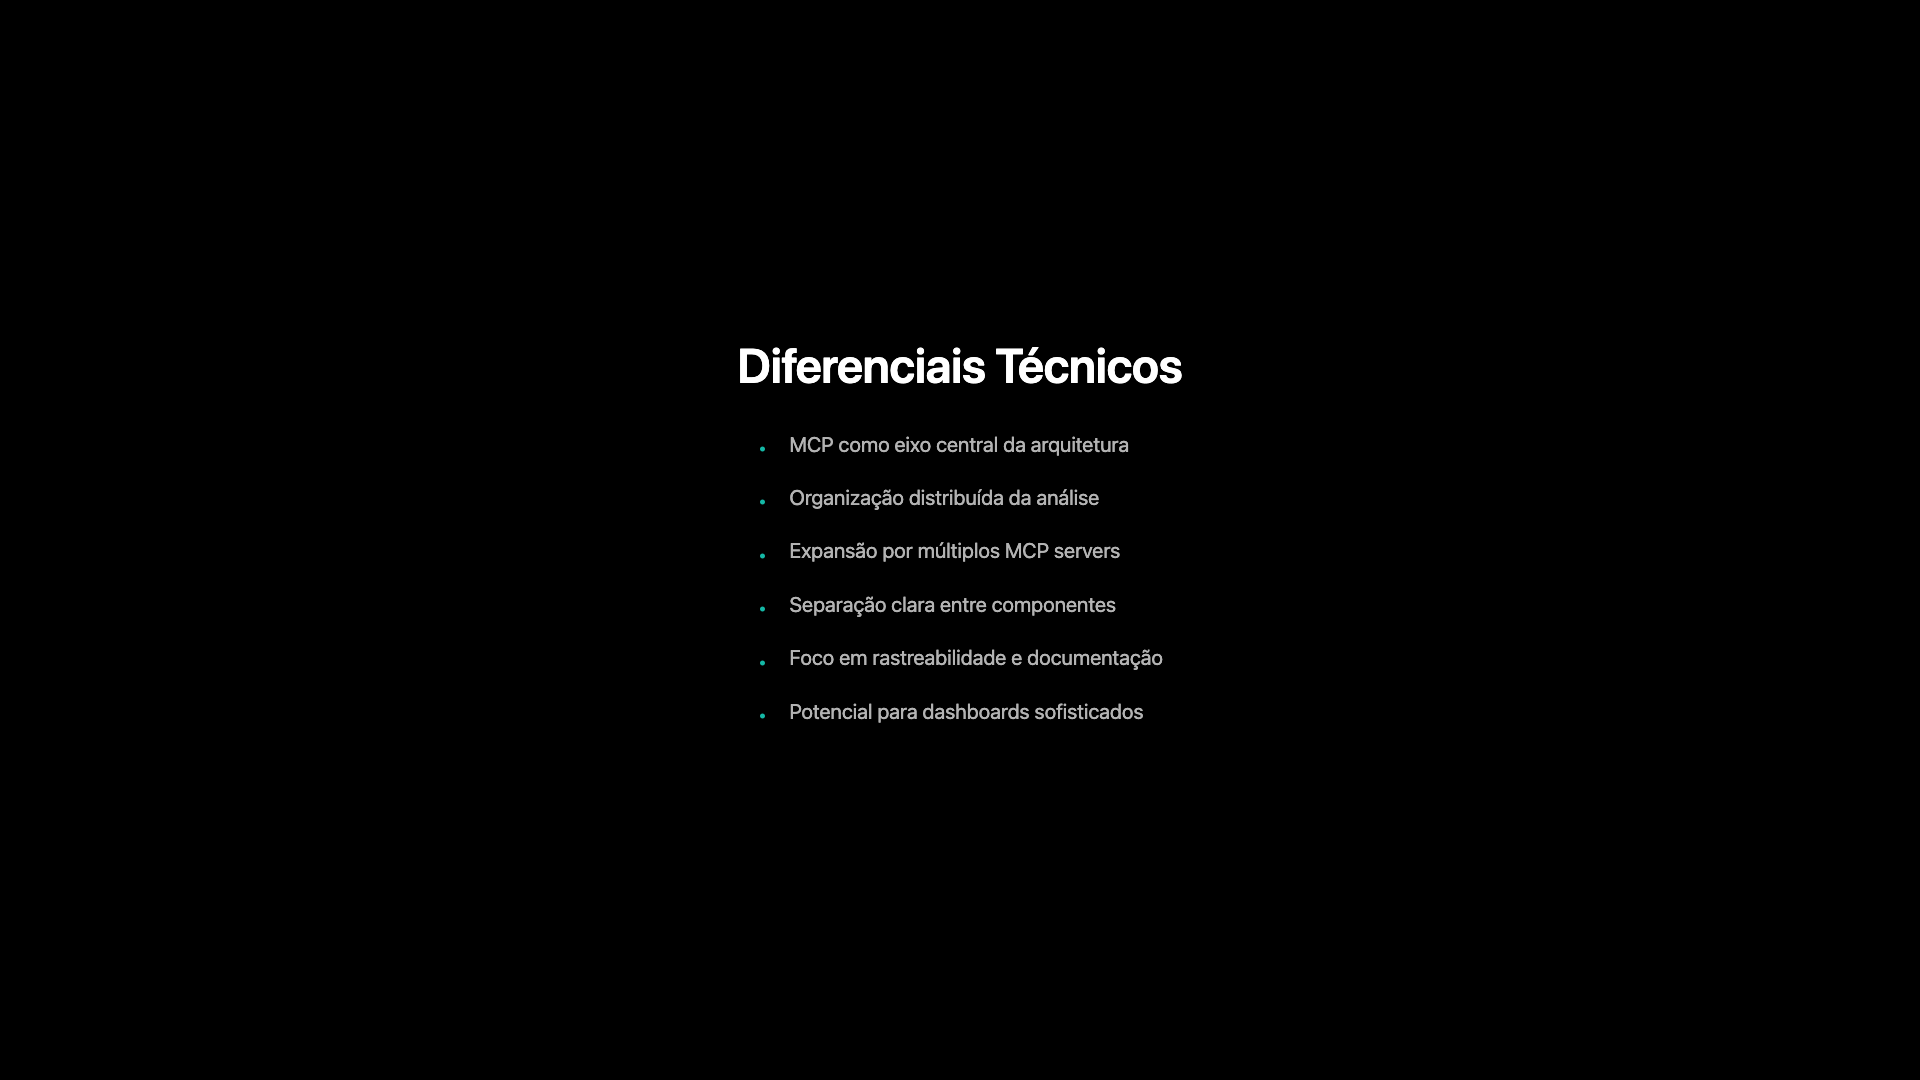 Diferenciais Técnicos
• MCP como eixo central da arquitetura
• Organização distribuída da análise
• Expansão por múltiplos MCP servers
• Separação clara entre componentes
• Foco em rastreabilidade e documentação
• Potencial para dashboards sofisticados